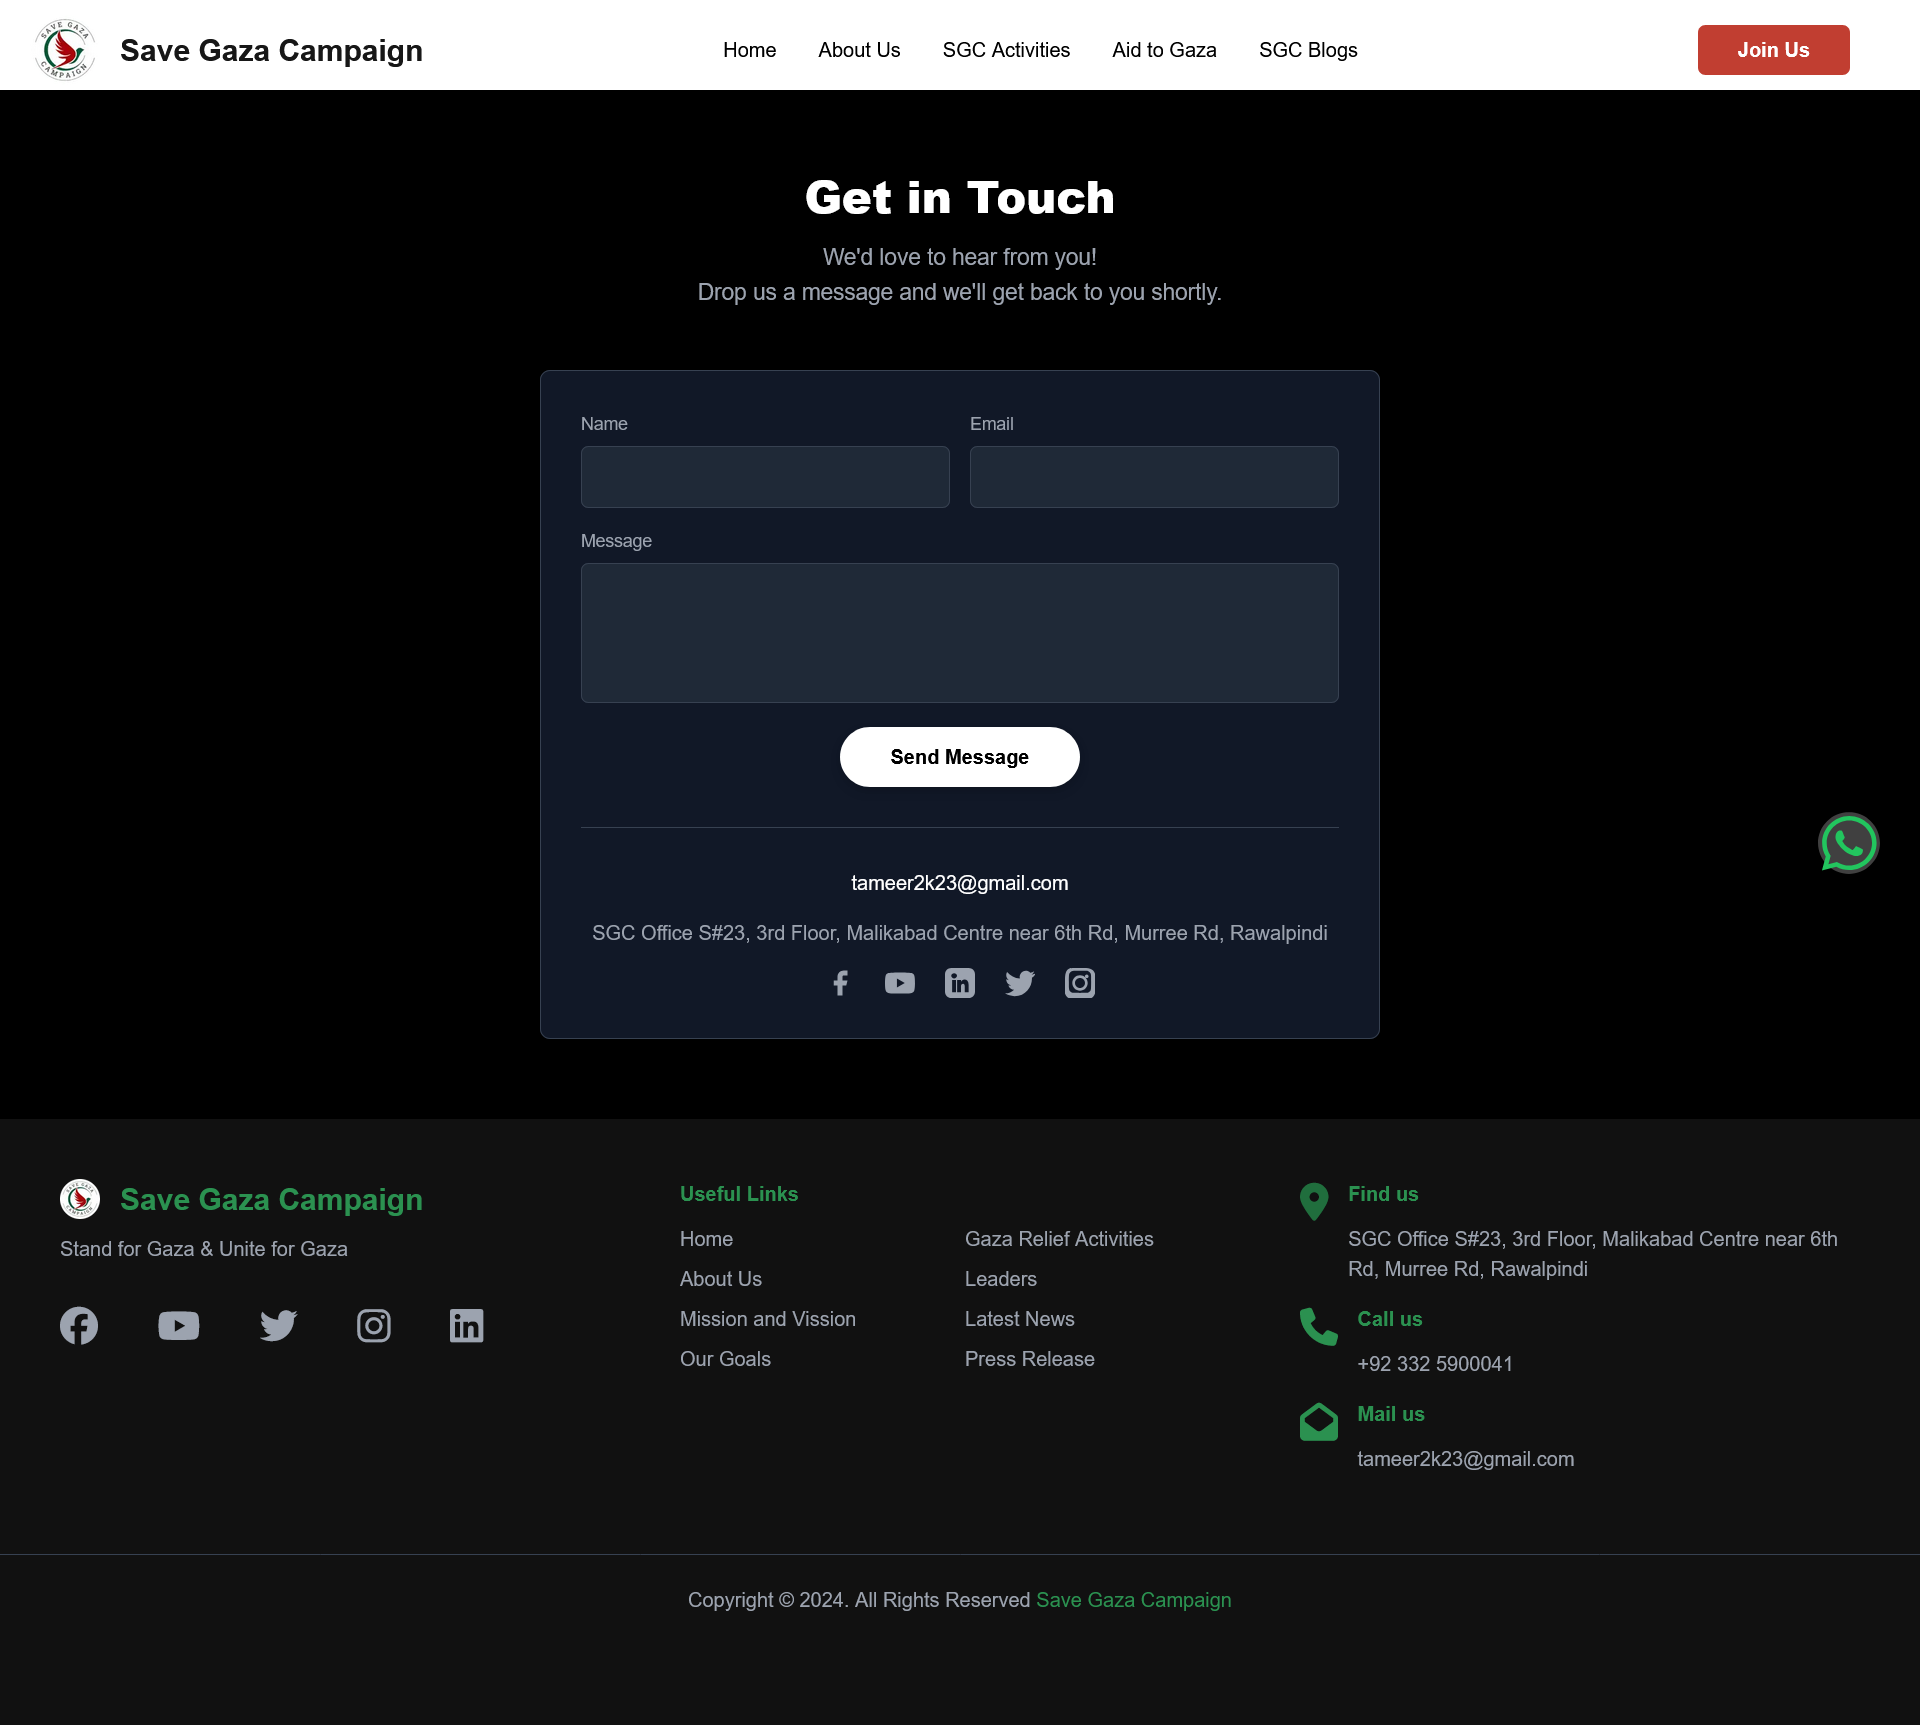 SAVE GAZA CAMPAIGN
Save Gaza Campaign
Home
About Us
SGC Activities
Aid to Gaza
SGC Blogs
Join Us
Get in Touch
We'd love to hear from you!
Drop us a message and we'll get back to you shortly.
Name
Email
Message
Send Message
tameer2k23@gmail.com
SGC Office S#23, 3rd Floor, Malikabad Centre near 6th Rd, Murree Rd, Rawalpindi
SAVE GAZA CAMPAIGN
Save Gaza Campaign
Stand for Gaza & Unite for Gaza
Useful Links
Home
About Us
Mission and Vission
Our Goals
Gaza Relief Activities
Leaders
Latest News
Press Release
Find us
SGC Office S#23, 3rd Floor, Malikabad Centre near 6th
Rd, Murree Rd, Rawalpindi
Call us
+92 332 5900041
Mail us
tameer2k23@gmail.com
Copyright © 2024. All Rights Reserved Save Gaza Campaign